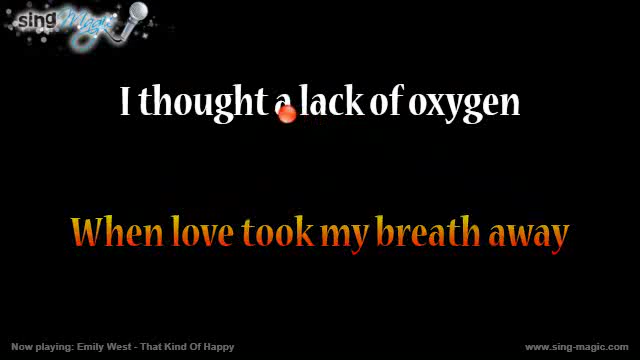 sing Magic
I thought a lack of oxygen
When love took my breath away
Now playing: Emily West - That Kind Of Happy
www.sing-magic.com